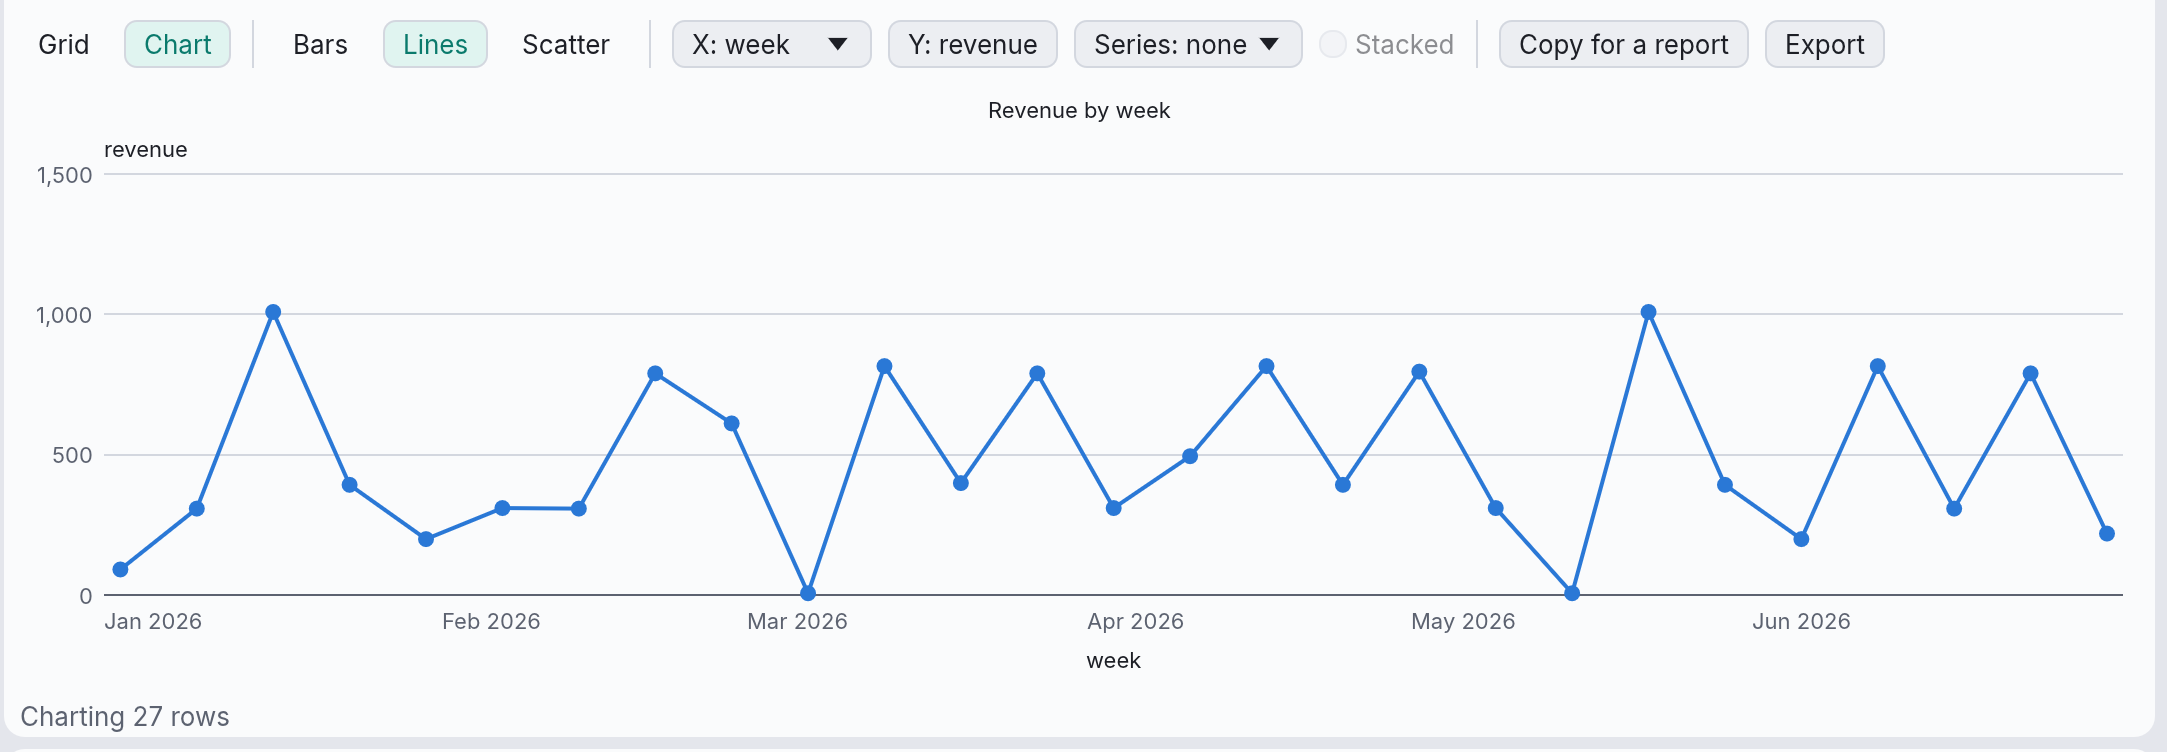 Grid Chart Bars Lines Scatter X: week Y: revenue Series: none Stacked Copy for a report Export
Revenue by week
revenue
1,500
1,000
500
0
Jan 2026 Feb 2026 Mar 2026 Apr 2026 May 2026 Jun 2026
week
Charting 27 rows